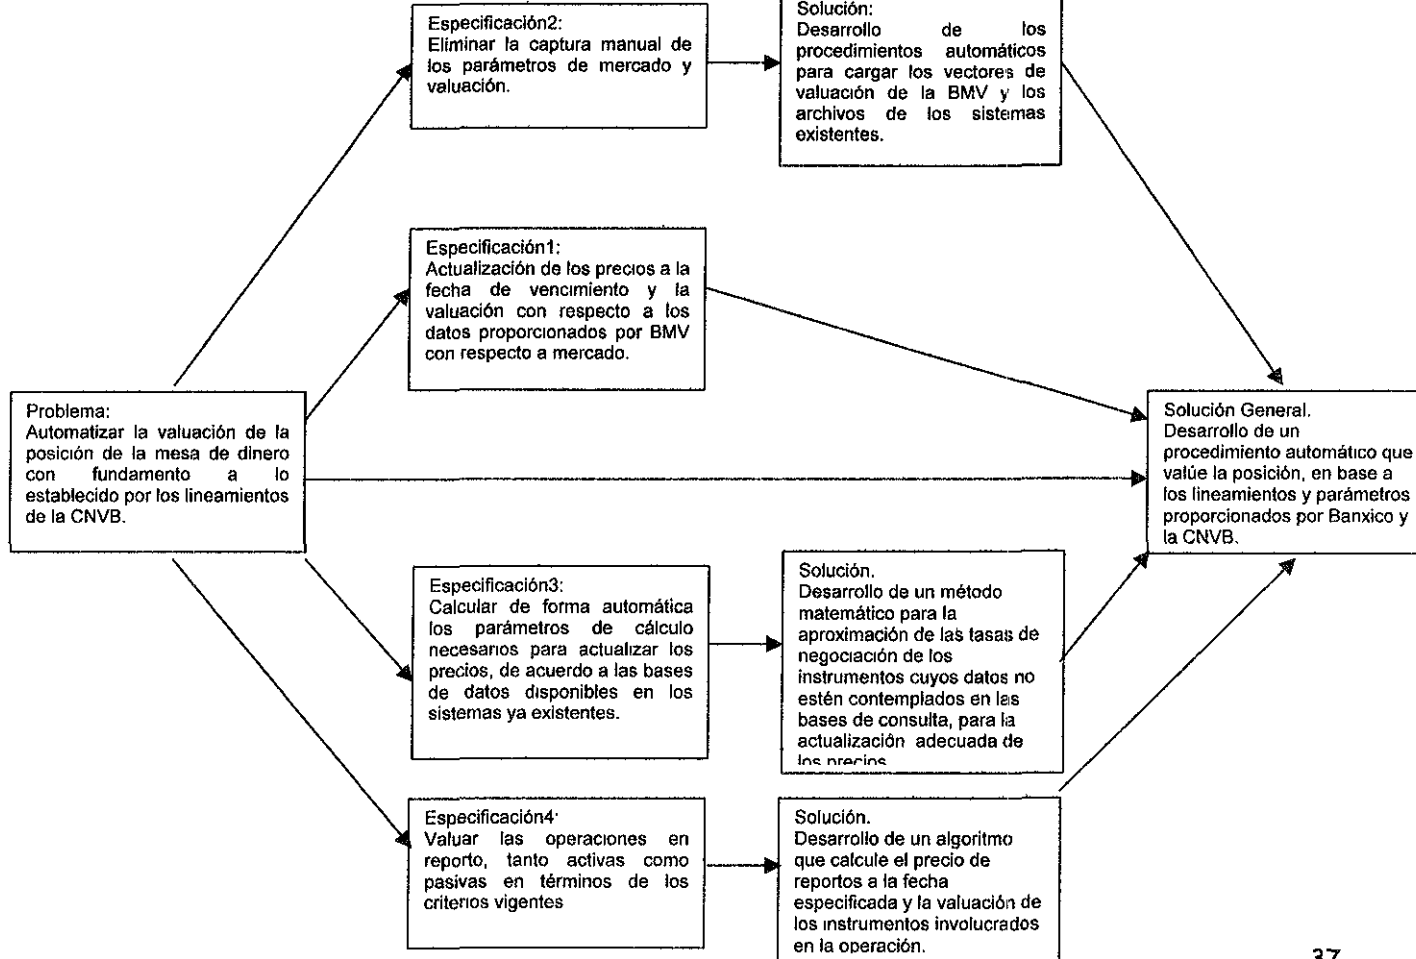 Especificación2:
Eliminar la captura manual de
los parámetros de mercado y
valuación.
Solución:
Desarrollo de los
procedimientos automáticos
para cargar los vectores de
valuación de la BMV y los
archivos de los sistemas
existentes.
Especificación1:
Actualización de los precios a la
fecha de vencimiento y la
valuación con respecto a los
datos proporcionados por BMV
con respecto a mercado.
Problema:
Automatizar la valuación de la
posición de la mesa de dinero
con fundamento a lo
establecido por los lineamientos
de la CNVB.
Solución General.
Desarrollo de un
procedimiento automático que
valúe la posición, en base a
los lineamientos y parámetros
proporcionados por Banxico y
la CNVB.
Especificación3:
Calcular de forma automática
los parámetros de cálculo
necesarios para actualizar los
precios, de acuerdo a las bases
de datos disponibles en los
sistemas ya existentes.
Solución.
Desarrollo de un método
matemático para la
aproximación de las tasas de
negociación de los
instrumentos cuyos datos no
estén contemplados en las
bases de consulta, para la
actualización adecuada de
los precios
Especificación4:
Valuar las operaciones en
reporto, tanto activas como
pasivas en términos de los
criterios vigentes
Solución.
Desarrollo de un algoritmo
que calcule el precio de
reportos a la fecha
especificada y la valuación de
los instrumentos involucrados
en la operación.
37